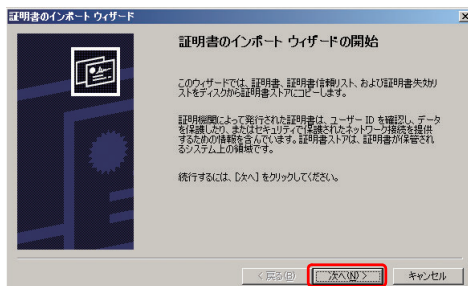 証明書のインポート ウィザード
証明書のインポート ウィザードの開始
このウィザードでは、証明書、証明書信頼リスト、および証明書失効リ
ストをディスクから証明書ストアにコピーします。
証明機関によって発行された証明書は、ユーザー ID を確認し、データ
を保護したり、またはセキュリティで保護されたネットワーク接続を提供
するための情報を含んでいます。証明書ストアは、証明書が保管され
るシステム上の領域です。
続行するには、[次へ] をクリックしてください。
< 戻る(B) 次へ(N) > キャンセル